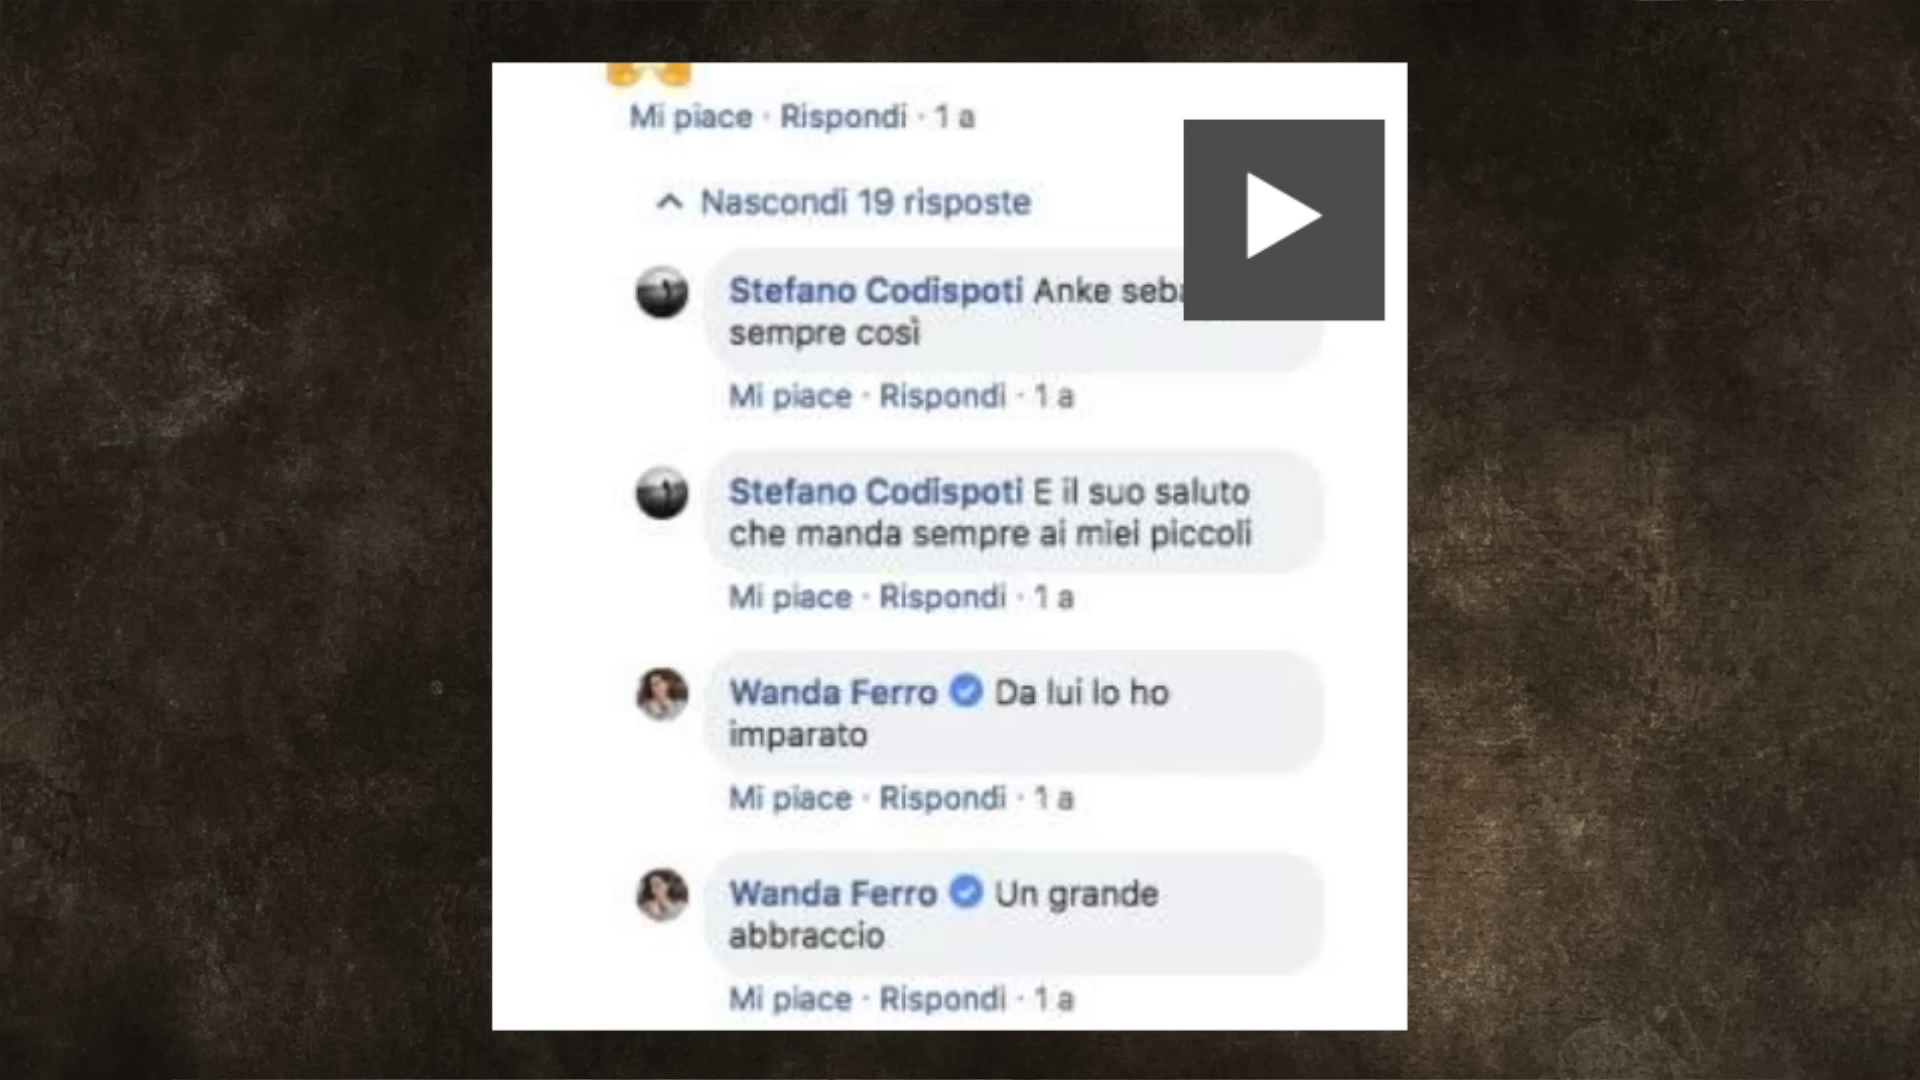 Mi piace · Rispondi · 1 a
Nascondi 19 risposte
Stefano Codispoti Anke
sempre così
Mi piace · Rispondi · 1 a
Stefano Codispoti E il suo saluto
che manda sempre ai miei piccoli
Mi piace · Rispondi · 1 a
Wanda Ferro Da lui lo ho
imparato
Mi piace · Rispondi · 1 a
Wanda Ferro Un grande
abbraccio
Mi piace · Rispondi · 1 a